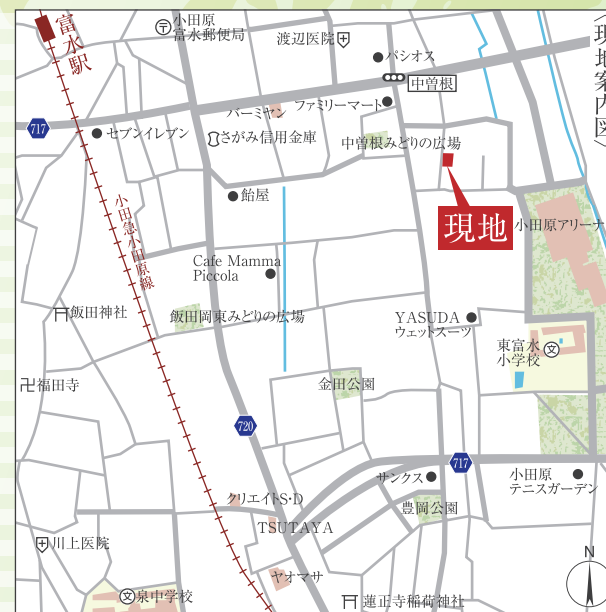 〈現地案内図〉
富水駅
小田原
富水郵便局
渡辺医院
パシオス
中曽根
ファミリーマート
バーミヤン
717
セブンイレブン
さがみ信用金庫
中曽根みどりの広場
飴屋
現地
小田原アリーナ
小田急小田原線
Cafe Mamma
Piccola
飯田神社
飯田岡東みどりの広場
YASUDA
ウェットスーツ
東富水
小学校
文
福田寺
金田公園
720
717
サンクス
小田原
テニスガーデン
クリエイトS・D
豊岡公園
TSUTAYA
川上医院
ヤオマサ
N
文
泉中学校
蓮正寺稲荷神社